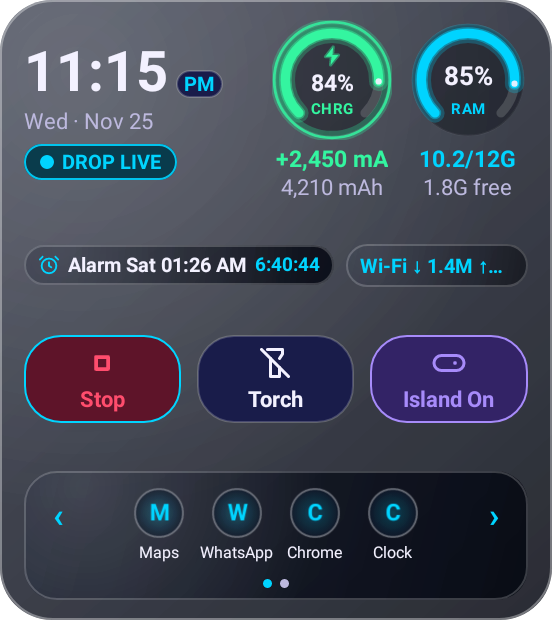 11:15 PM
Wed · Nov 25
DROP LIVE
84%
CHRG
+2,450 mA
4,210 mAh
85%
RAM
10.2/12G
1.8G free
Alarm Sat 01:26 AM 6:40:44
Wi-Fi ↓ 1.4M ↑…
Stop
Torch
Island On
‹ M W C C ›
Maps WhatsApp Chrome Clock